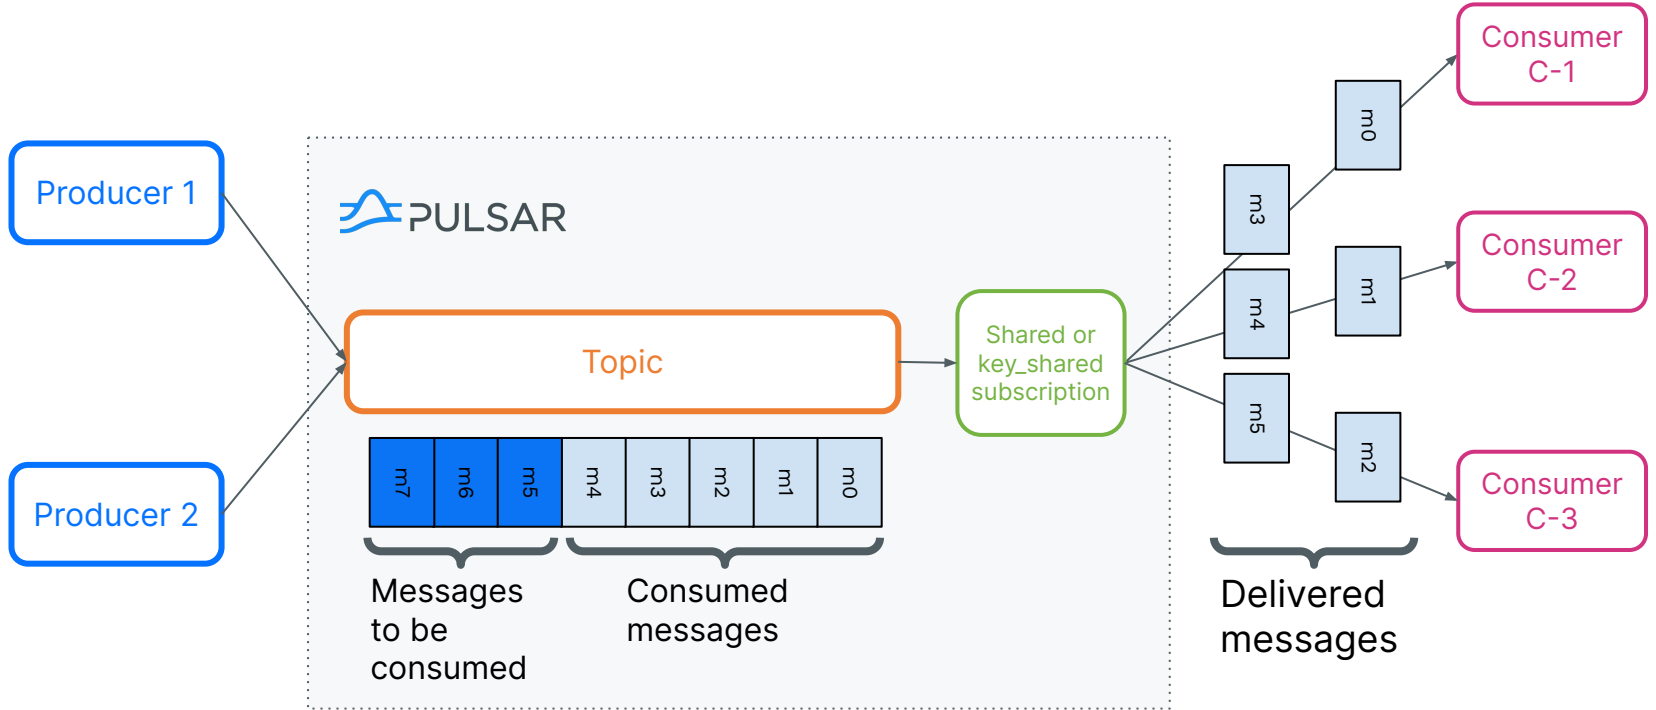 Producer 1
Producer 2
PULSAR
Topic
m7
m6
m5
m4
m3
m2
m1
m0
Messages
to be
consumed
Consumed
messages
Shared or
key_shared
subscription
m3
m0
m4
m1
m5
m2
Delivered
messages
Consumer
C-1
Consumer
C-2
Consumer
C-3